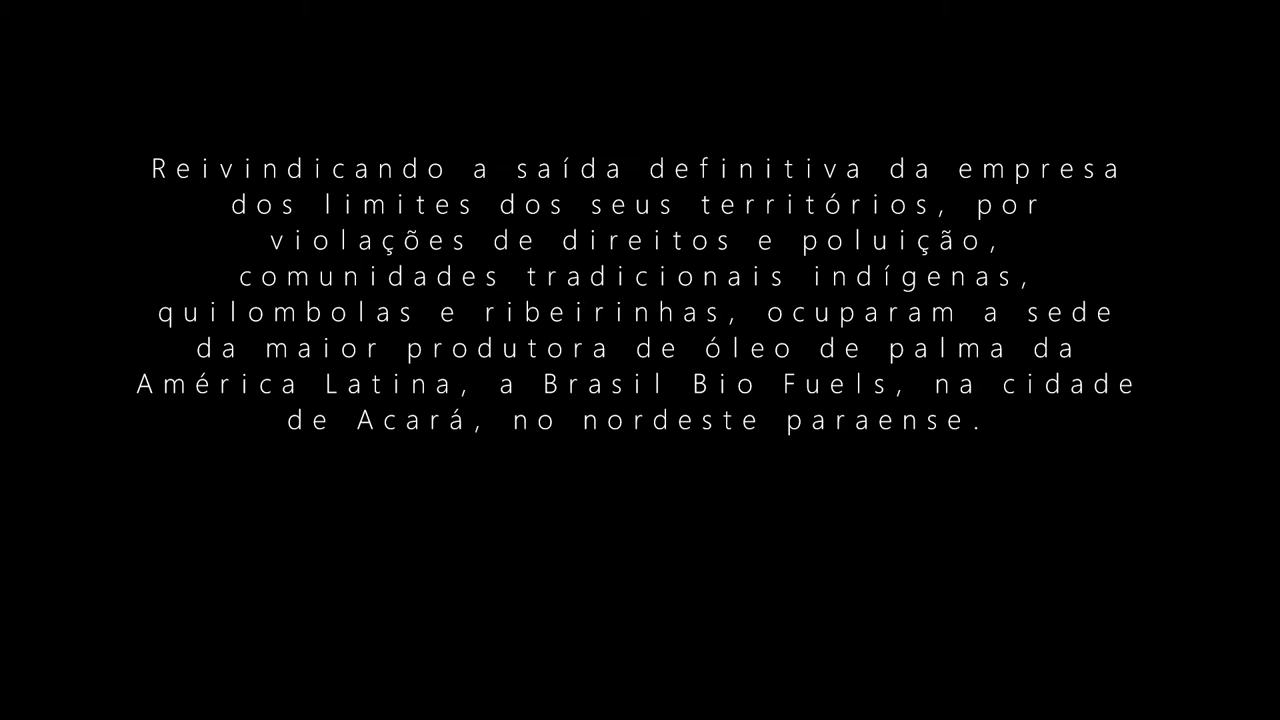 Reivindicando a saída definitiva da empresa
dos limites dos seus territórios, por
violações de direitos e poluição,
comunidades tradicionais indígenas,
quilombolas e ribeirinhas, ocuparam a sede
da maior produtora de óleo de palma da
América Latina, a Brasil Bio Fuels, na cidade
de Acará, no nordeste paraense.